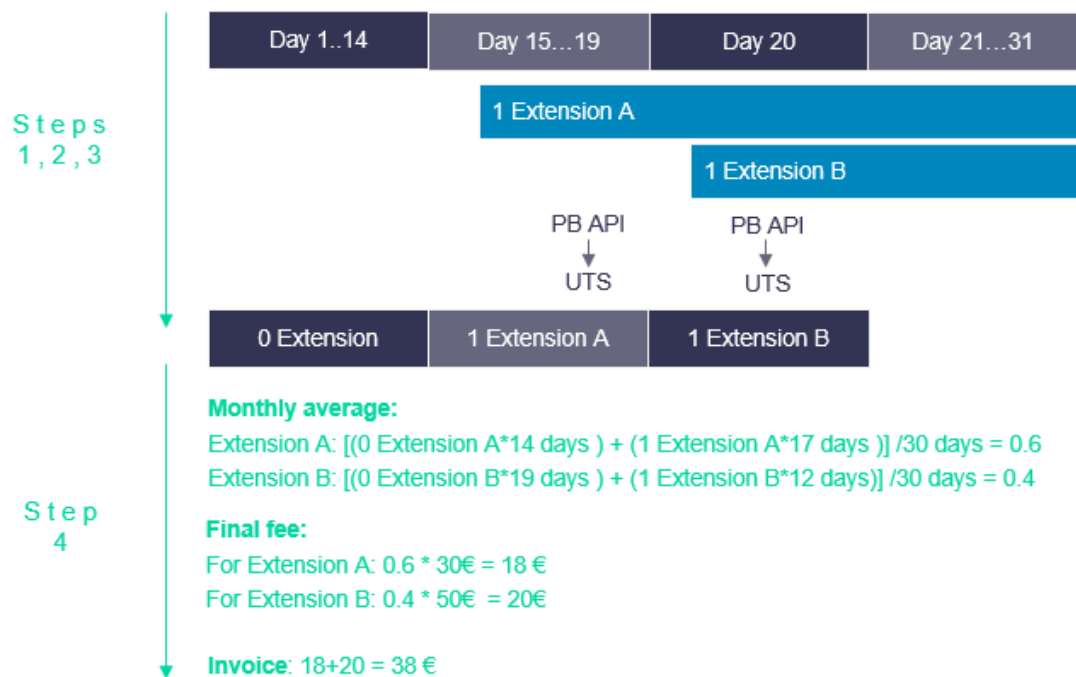 Day 1..14
Day 15...19
Day 20
Day 21...31
Steps
1,2,3
1 Extension A
1 Extension B
PB API
UTS
PB API
UTS
0 Extension
1 Extension A
1 Extension B
Monthly average:
Extension A: [(0 Extension A*14 days ) + (1 Extension A*17 days )] /30 days = 0.6
Extension B: [(0 Extension B*19 days ) + (1 Extension B*12 days)] /30 days = 0.4
Step
4
Final fee:
For Extension A: 0.6 * 30€ = 18 €
For Extension B: 0.4 * 50€ = 20€
Invoice: 18+20 = 38 €